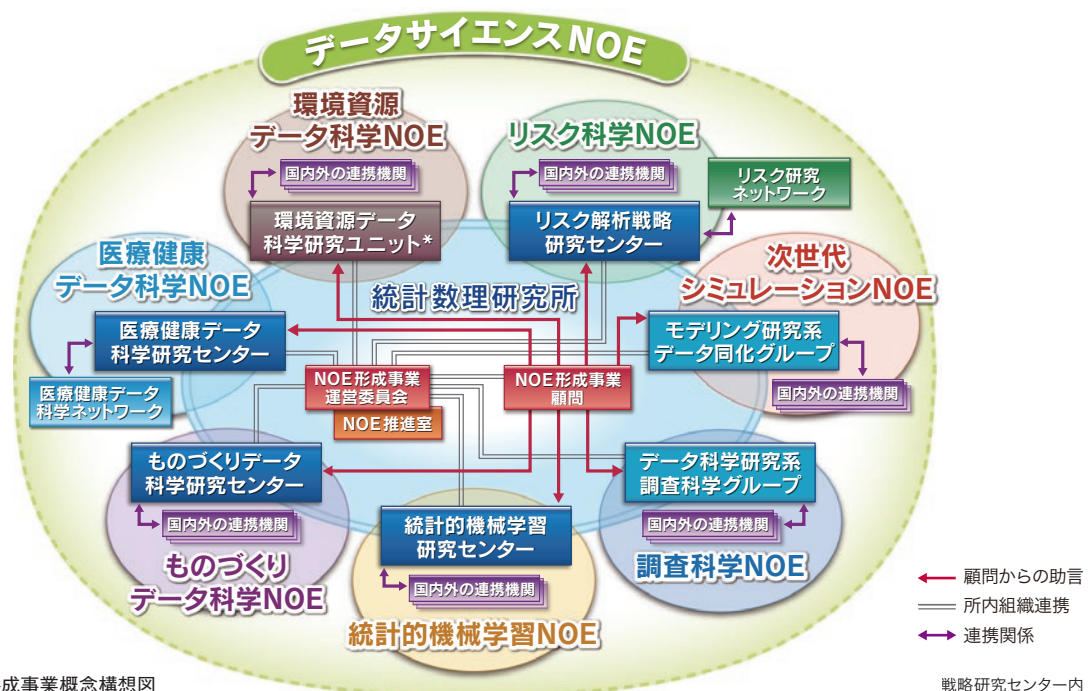 データサイエンスNOE
環境資源
データ科学NOE
国内外の連携機関
環境資源データ
科学研究ユニット*
リスク科学NOE
国内外の連携機関
リスク解析戦略
研究センター
リスク研究
ネットワーク
医療健康
データ科学NOE
医療健康データ
科学研究センター
医療健康データ
科学ネットワーク
統計数理研究所
次世代
シミュレーションNOE
モデリング研究系
データ同化グループ
国内外の連携機関
NOE形成事業
運営委員会
NOE推進室
NOE形成事業
顧問
ものづくりデータ
科学研究センター
国内外の連携機関
ものづくり
データ科学NOE
統計的機械学習
研究センター
国内外の連携機関
統計的機械学習NOE
データ科学研究系
調査科学グループ
国内外の連携機関
調査科学NOE
顧問からの助言
所内組織連携
連携関係
成事業概念構想図
戦略研究センター内